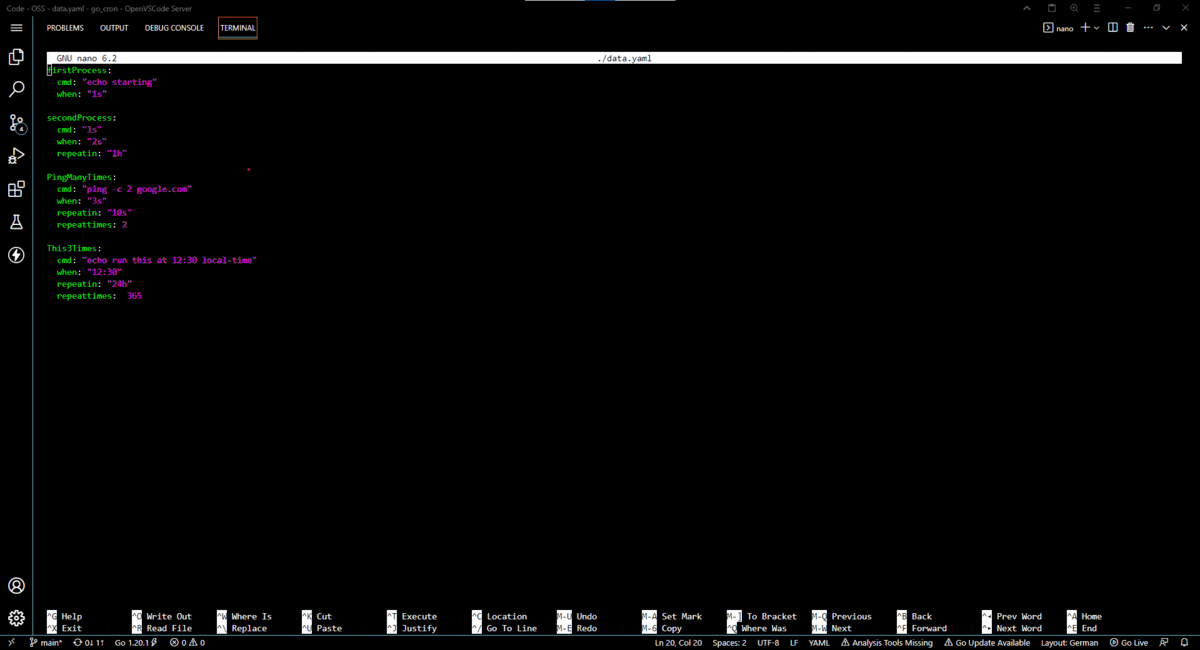 Code - OSS - data.yaml - go_cron - OpenVSCode Server
PROBLEMS OUTPUT DEBUG CONSOLE TERMINAL nano
GNU nano 6.2 ./data.yaml
firstProcess:
cmd: "echo starting"
when: "1s"
secondProcess:
cmd: "ls"
when: "2s"
repeatin: "1h"
PingManyTimes:
cmd: "ping -c 2 google.com"
when: "3s"
repeatin: "10s"
repeattimes: 2
This3Times:
cmd: "echo run this at 12:30 local-time"
when: "12:30"
repeatin: "24h"
repeattimes:  365
^G Help ^O Write Out ^W Where Is ^K Cut ^T Execute ^C Location M-U Undo M-A Set Mark M-] To Bracket M-Q Previous ^B Back ^◂ Prev Word ^A Home
^X Exit ^R Read File ^\ Replace ^U Paste ^J Justify ^/ Go To Line M-E Redo M-6 Copy ^Q Where Was M-W Next ^F Forward ^▸ Next Word ^E End
4
main* 0↓ 1↑ Go 1.20.1 0 0 Ln 20, Col 20 Spaces: 2 UTF-8 LF YAML Analysis Tools Missing Go Update Available Layout: German Go Live